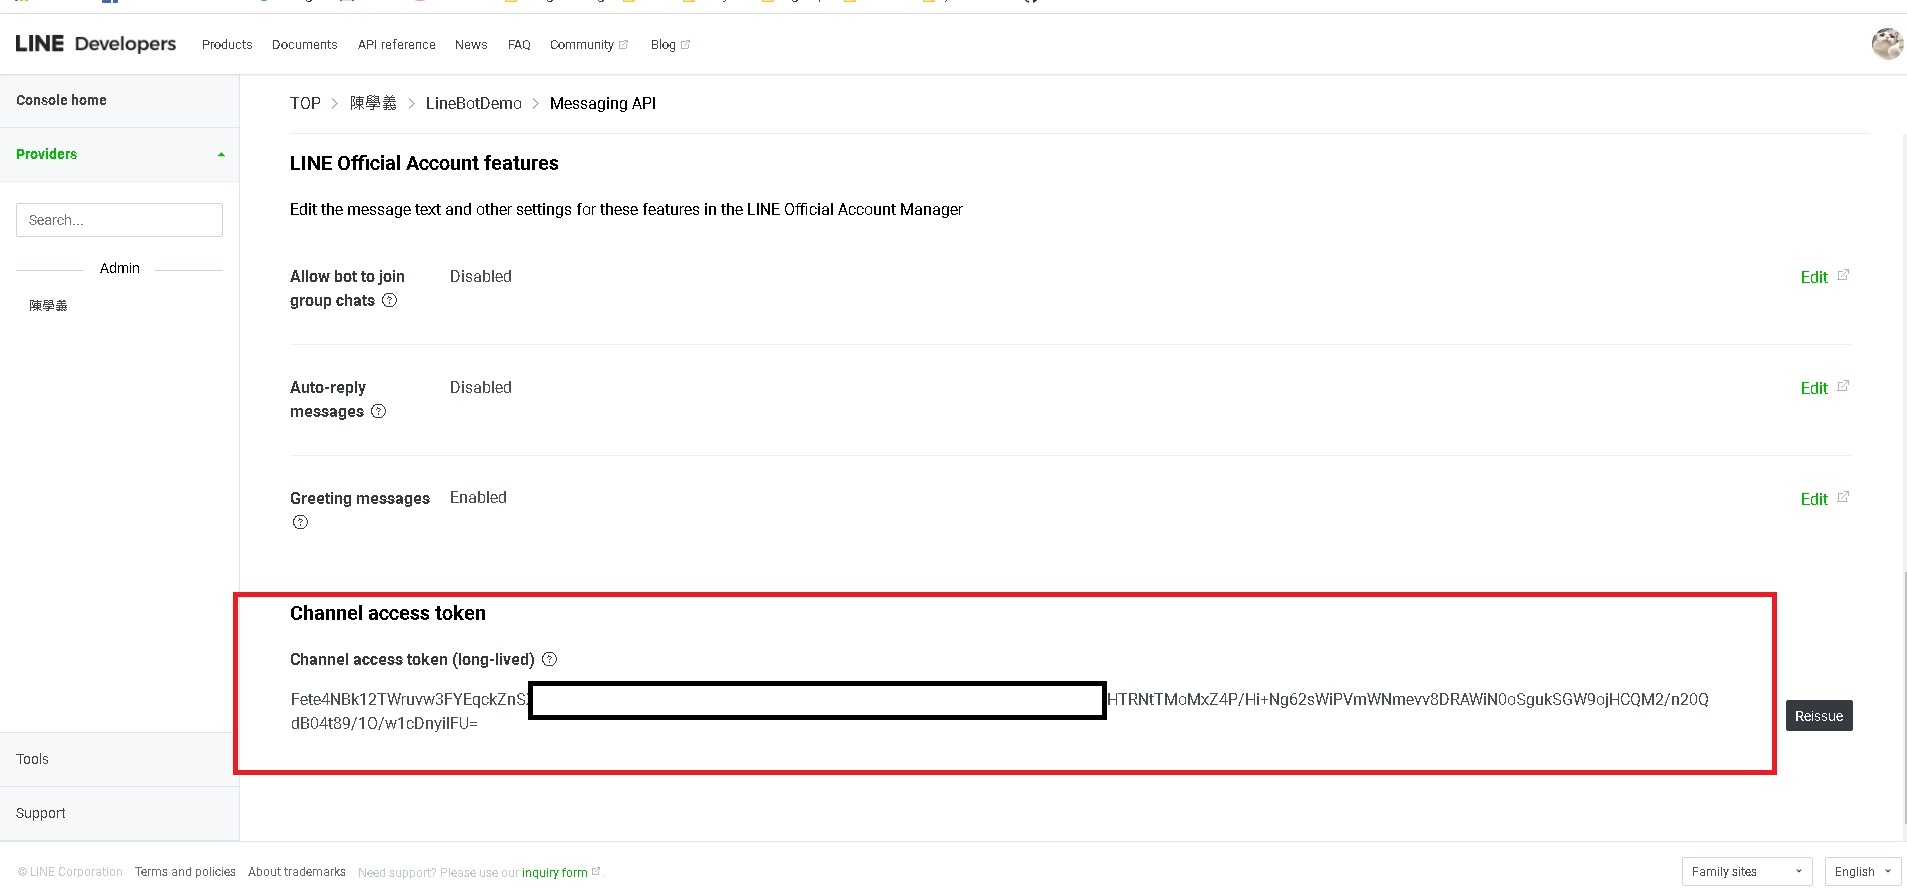 LINE Developers Products Documents API reference News FAQ Community Blog
Console home
Providers
Search...
Admin
陳學義
Tools
Support
TOP > 陳學義 > LineBotDemo > Messaging API
LINE Official Account features
Edit the message text and other settings for these features in the LINE Official Account Manager
Allow bot to join group chats Disabled Edit
Auto-reply messages Disabled Edit
Greeting messages Enabled Edit
Channel access token
Channel access token (long-lived)
Fete4NBk12TWruvw3FYEqckZnS HTRNtTMoMxZ4P/Hi+Ng62sWiPVmWNmevv8DRAWiN0oSgukSGW9ojHCQM2/n20Q
dB04t89/1O/w1cDnyilFU=
Reissue
© LINE Corporation Terms and policies About trademarks Need support? Please use our inquiry form.
Family sites English